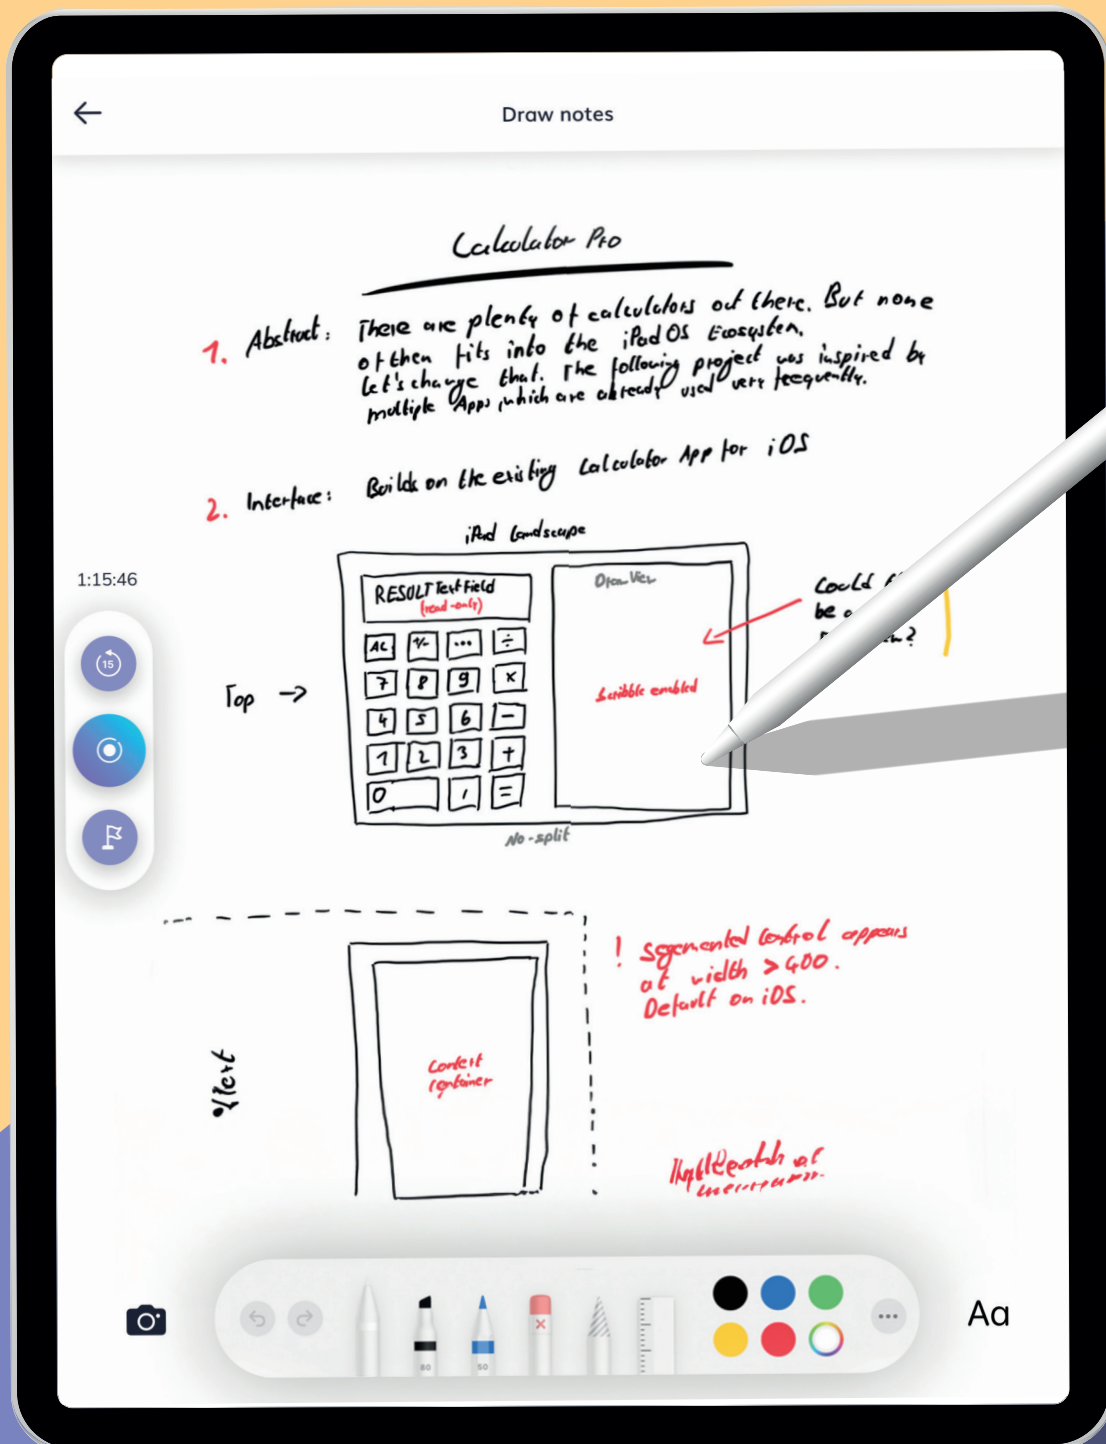 Draw notes
Calculator Pro
1. Abstract: There are plenty of calculators out there. But none
of them fits into the iPadOS Ecosystem.
Let's change that. The following project was inspired by
multiple Apps, which are already used very frequently.
2. Interface: Builds on the existing Calculator App for iOS
iPad Landscape
1:15:46
RESULT TextField
(read-only)
Draw View
Could
be a
?
15
AC +/- ... ÷
7 8 9 x
Scribble enabled
Top →
4 5 6 -
1 2 3 +
0 , =
No-split
! Segmented Control appears
at width > 400.
Default on iOS.
Content
container
80
50
Aa